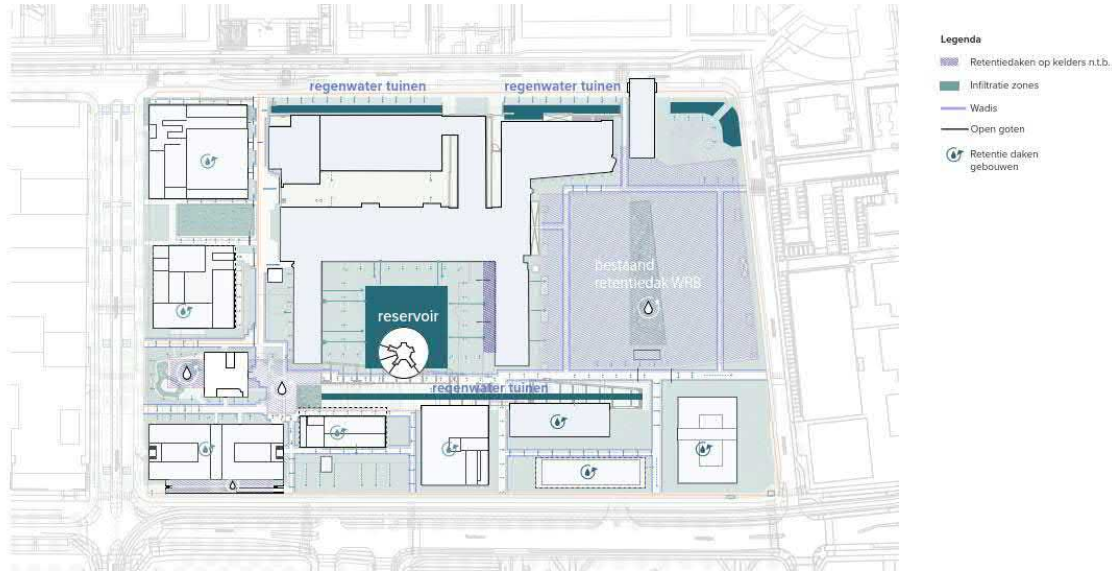 regenwater tuinen
regenwater tuinen
bestaand
retentiedak WRB
reservoir
regenwater tuinen
Legenda
Retentiedaken op kelders n.t.b.
Infiltratie zones
Wadis
Open goten
Retentie daken
gebouwen